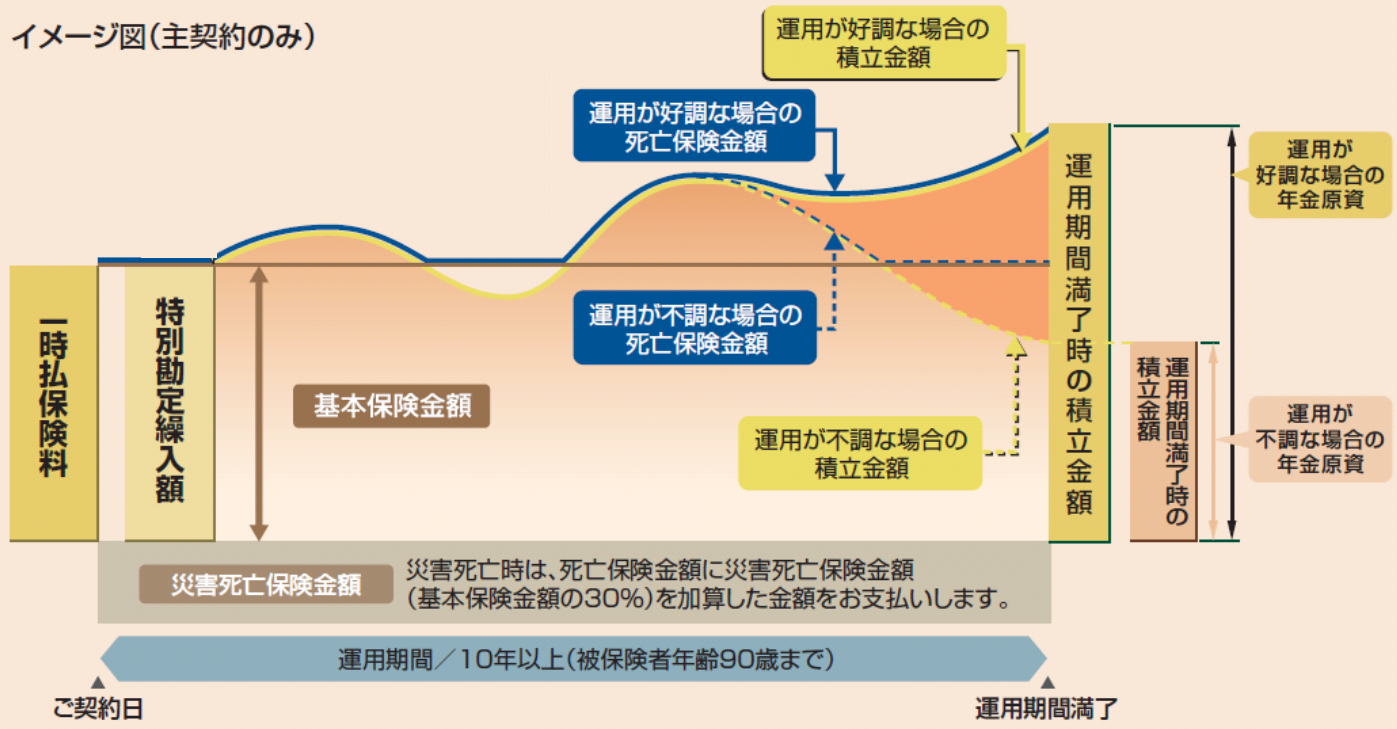 イメージ図(主契約のみ)
運用が好調な場合の
積立金額
運用が好調な場合の
死亡保険金額
運用が
好調な場合の
年金原資
一時払保険料
特別勘定繰入額
基本保険金額
運用が不調な場合の
死亡保険金額
運用が不調な場合の
積立金額
運用期間満了時の積立金額
運用期間満了時の
積立金額
運用が
不調な場合の
年金原資
災害死亡保険金額
災害死亡時は、死亡保険金額に災害死亡保険金額
(基本保険金額の30%)を加算した金額をお支払いします。
運用期間/10年以上(被保険者年齢90歳まで)
ご契約日
運用期間満了